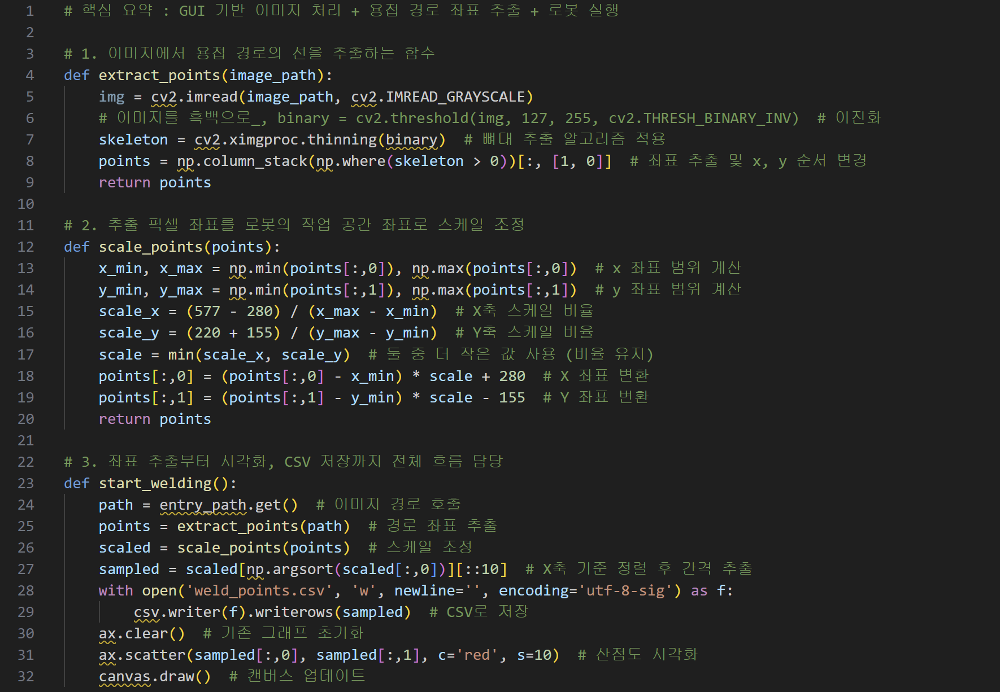 1 # 핵심 요약 : GUI 기반 이미지 처리 + 용접 경로 좌표 추출 + 로봇 실행
2
3 # 1. 이미지에서 용접 경로의 선을 추출하는 함수
4 def extract_points(image_path):
5     img = cv2.imread(image_path, cv2.IMREAD_GRAYSCALE)
6     # 이미지를 흑백으로_, binary = cv2.threshold(img, 127, 255, cv2.THRESH_BINARY_INV)  # 이진화
7     skeleton = cv2.ximgproc.thinning(binary)  # 뼈대 추출 알고리즘 적용
8     points = np.column_stack(np.where(skeleton > 0))[:, [1, 0]]  # 좌표 추출 및 x, y 순서 변경
9     return points
10
11 # 2. 추출 픽셀 좌표를 로봇의 작업 공간 좌표로 스케일 조정
12 def scale_points(points):
13     x_min, x_max = np.min(points[:,0]), np.max(points[:,0])  # x 좌표 범위 계산
14     y_min, y_max = np.min(points[:,1]), np.max(points[:,1])  # y 좌표 범위 계산
15     scale_x = (577 - 280) / (x_max - x_min)  # X축 스케일 비율
16     scale_y = (220 + 155) / (y_max - y_min)  # Y축 스케일 비율
17     scale = min(scale_x, scale_y)  # 둘 중 더 작은 값 사용 (비율 유지)
18     points[:,0] = (points[:,0] - x_min) * scale + 280  # X 좌표 변환
19     points[:,1] = (points[:,1] - y_min) * scale - 155  # Y 좌표 변환
20     return points
21
22 # 3. 좌표 추출부터 시각화, CSV 저장까지 전체 흐름 담당
23 def start_welding():
24     path = entry_path.get()  # 이미지 경로 호출
25     points = extract_points(path)  # 경로 좌표 추출
26     scaled = scale_points(points)  # 스케일 조정
27     sampled = scaled[np.argsort(scaled[:,0])][::10]  # X축 기준 정렬 후 간격 추출
28     with open('weld_points.csv', 'w', newline='', encoding='utf-8-sig') as f:
29         csv.writer(f).writerows(sampled)  # CSV로 저장
30     ax.clear()  # 기존 그래프 초기화
31     ax.scatter(sampled[:,0], sampled[:,1], c='red', s=10)  # 산점도 시각화
32     canvas.draw()  # 캔버스 업데이트